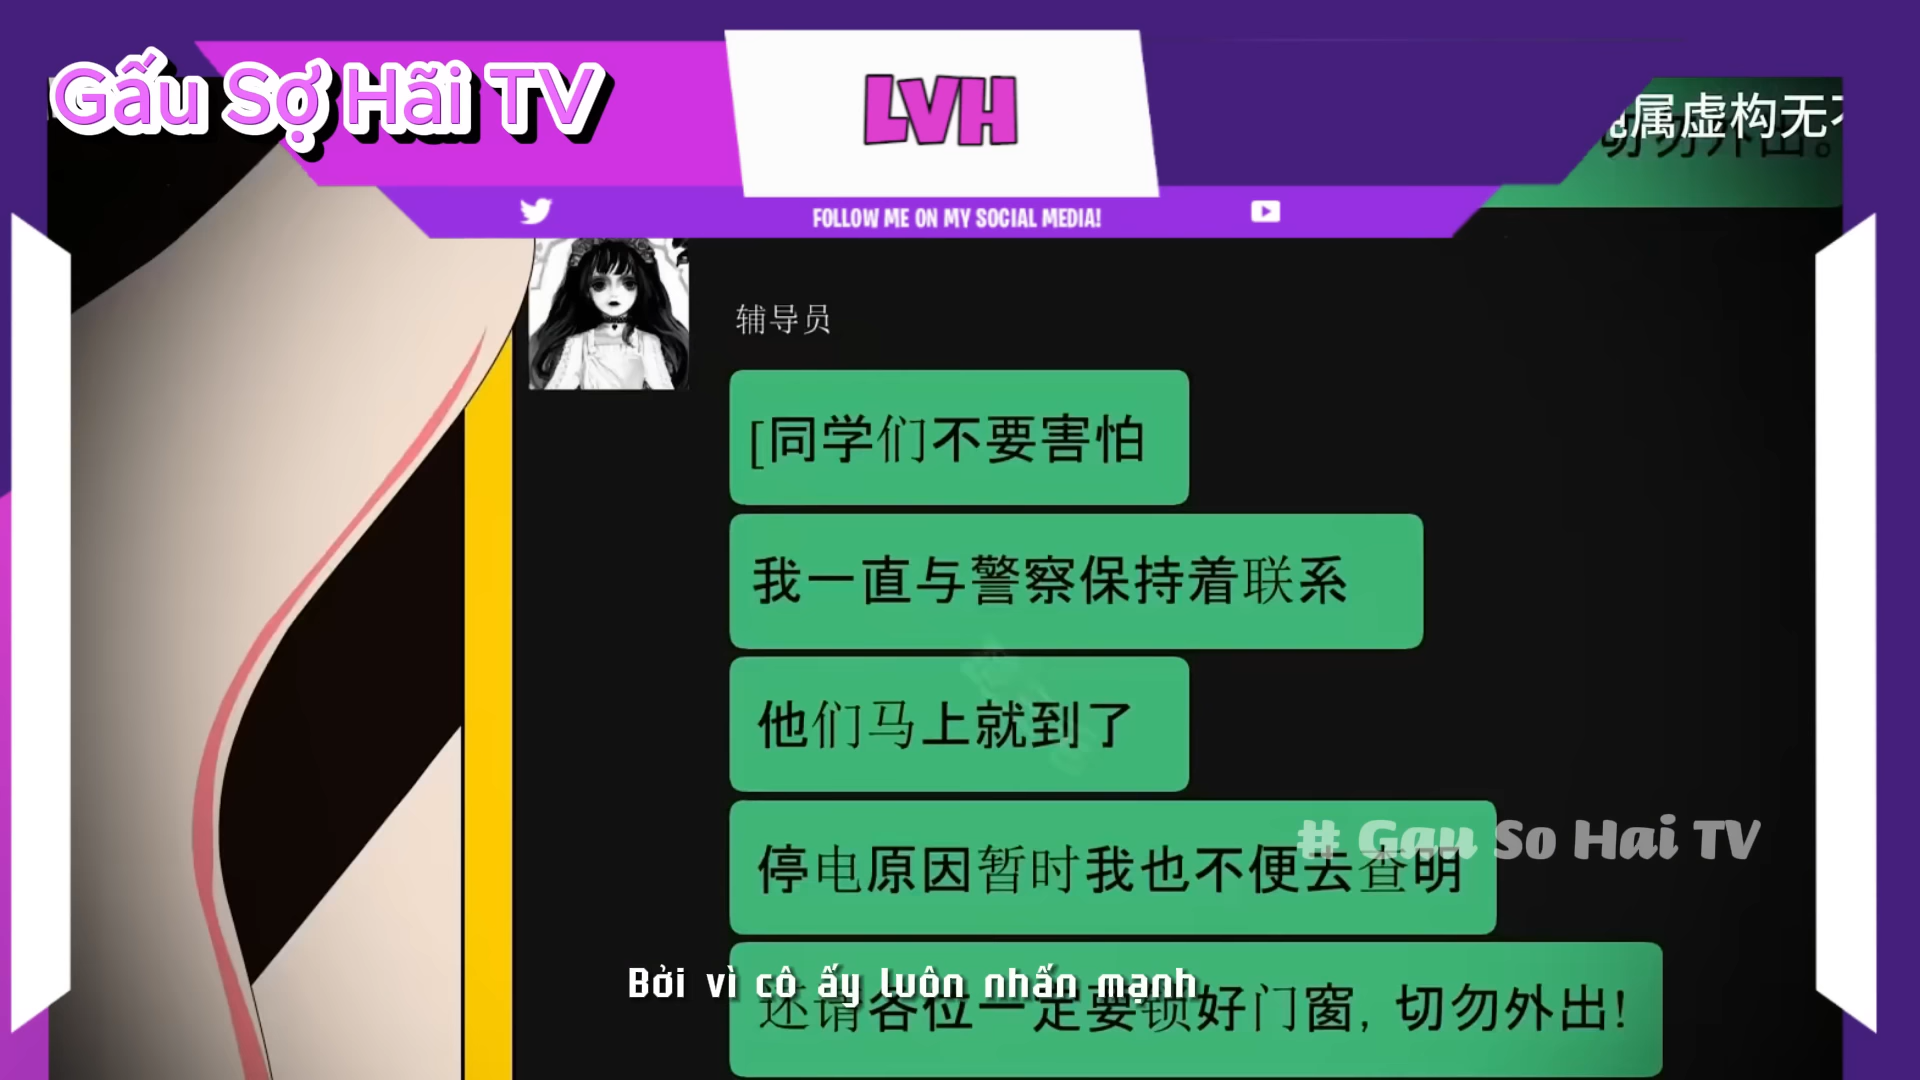 Gấu Sợ Hãi TV
LVH
属虚构无
切勿外出。
FOLLOW ME ON MY SOCIAL MEDIA!
辅导员
[同学们不要害怕
我一直与警察保持着联系
他们马上就到了
# Gau So Hai TV
停电原因暂时我也不便去查明
Bởi vì cô ấy luôn nhấn mạnh
还请各位一定要锁好门窗, 切勿外出!